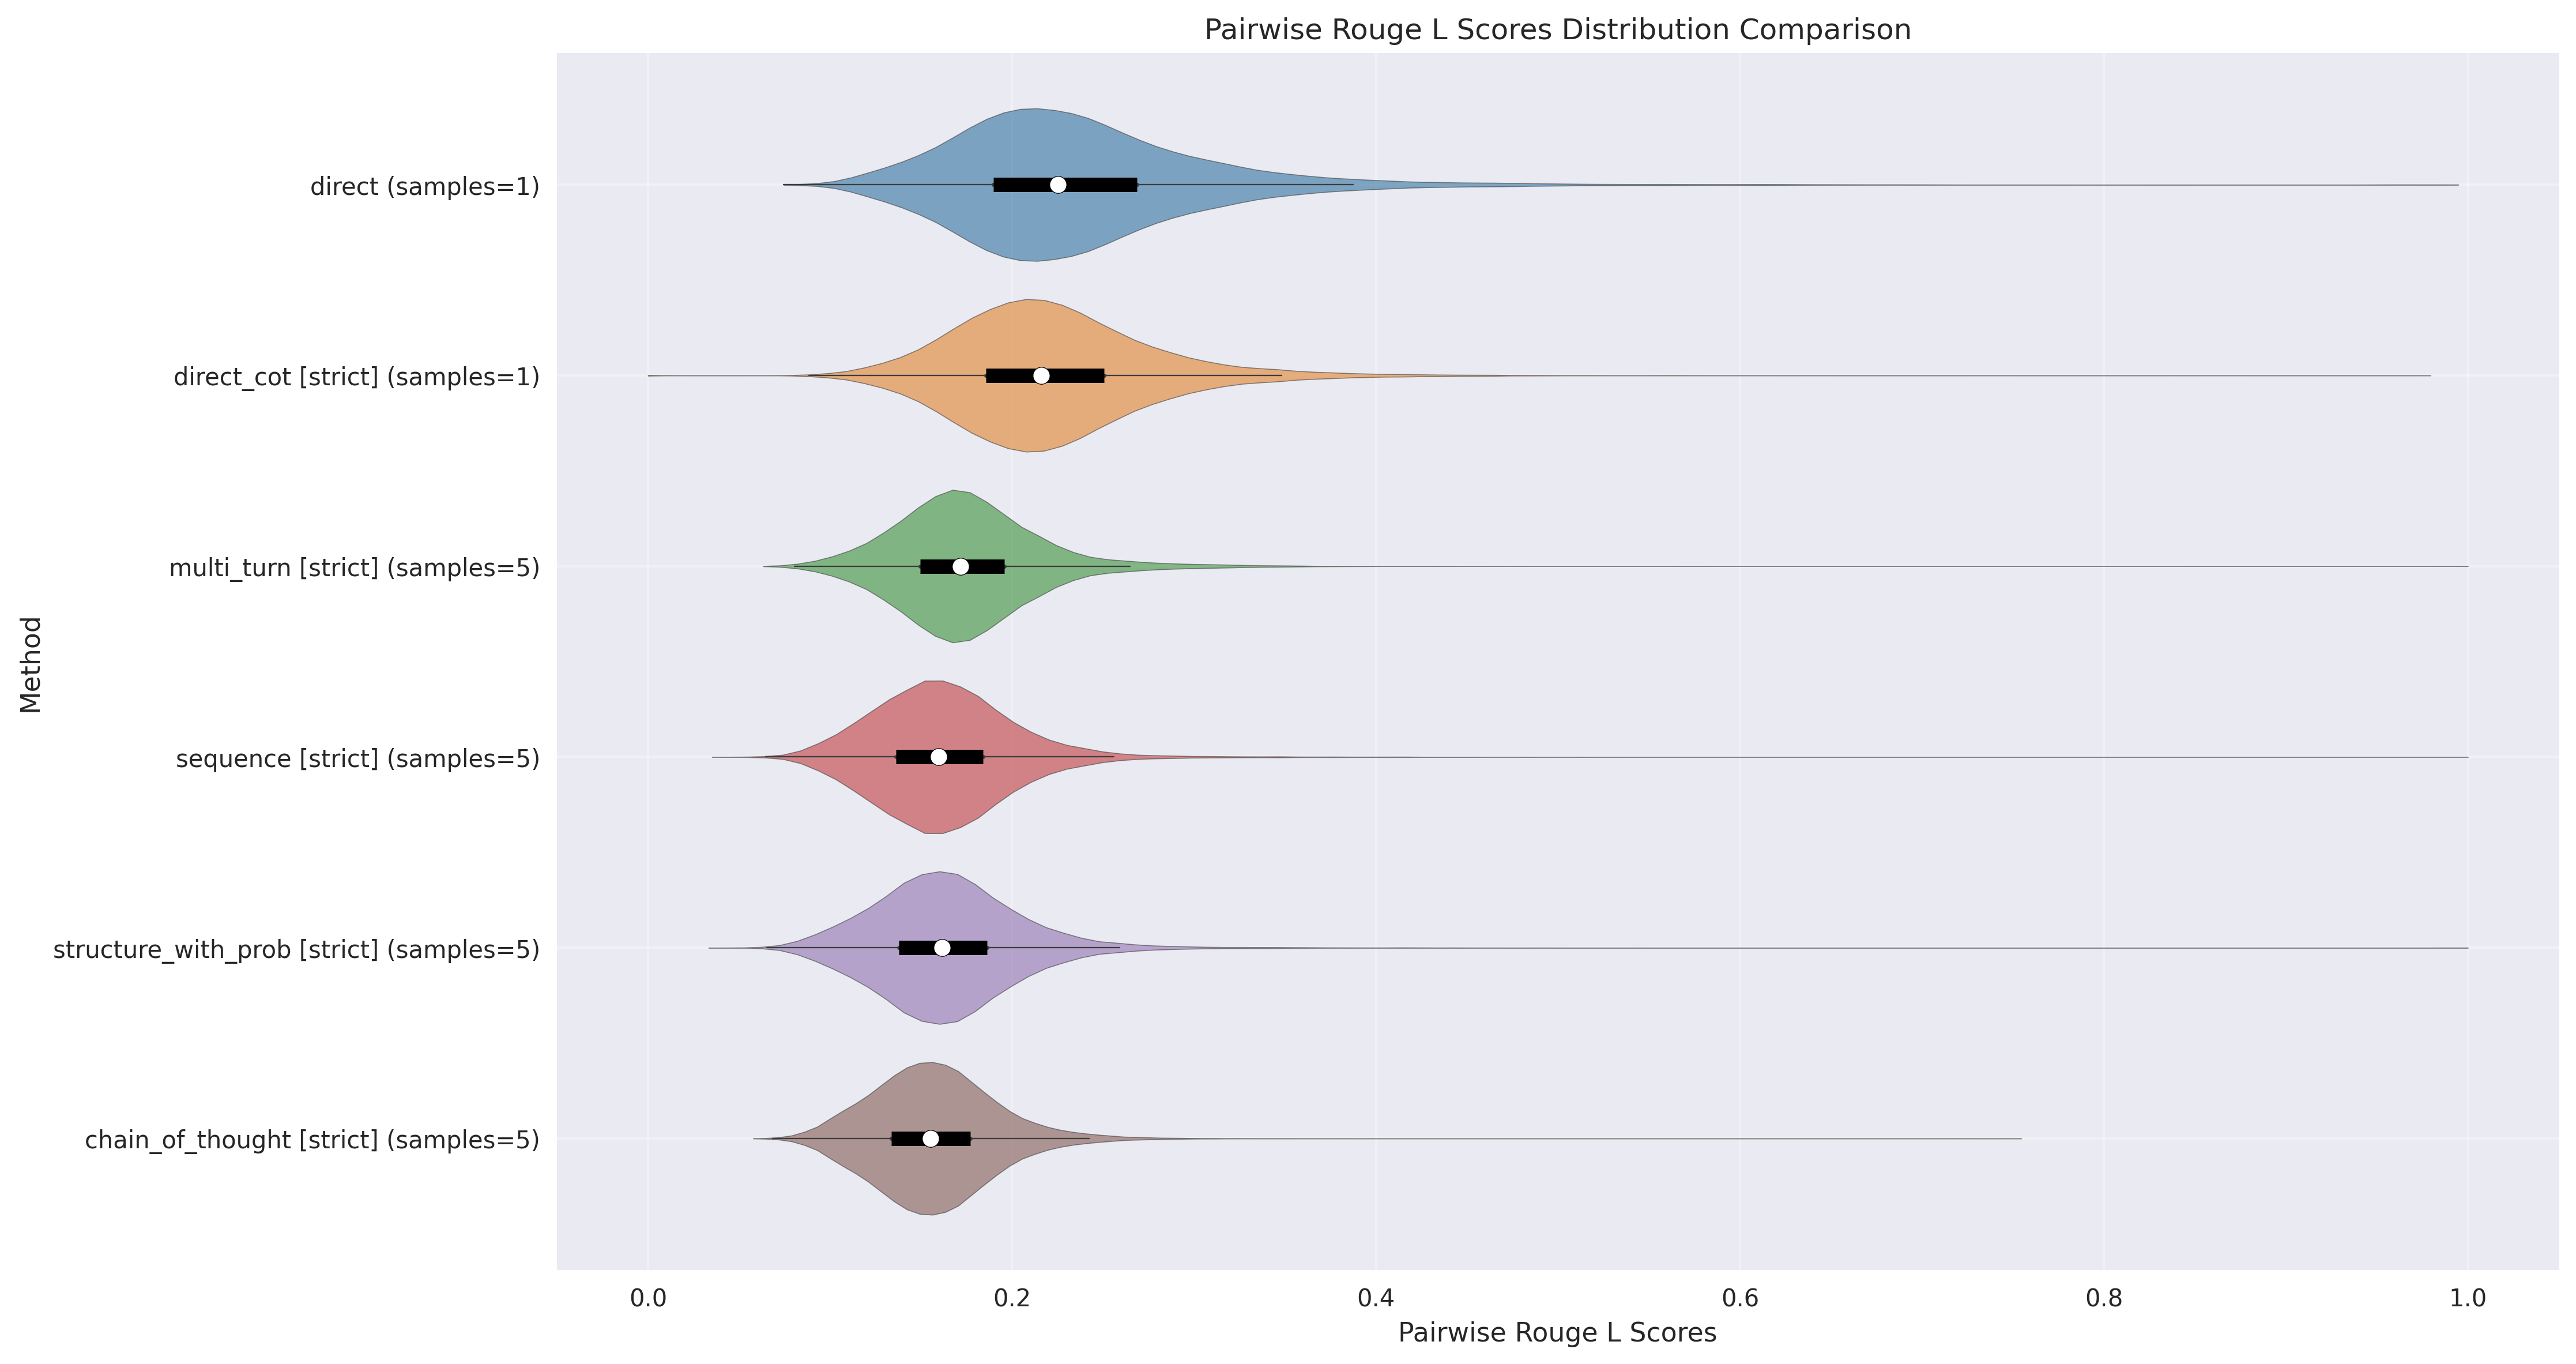 Pairwise Rouge L Scores Distribution Comparison
direct (samples=1)
direct_cot [strict] (samples=1)
multi_turn [strict] (samples=5)
sequence [strict] (samples=5)
structure_with_prob [strict] (samples=5)
chain_of_thought [strict] (samples=5)
Method
0.0 0.2 0.4 0.6 0.8 1.0
Pairwise Rouge L Scores